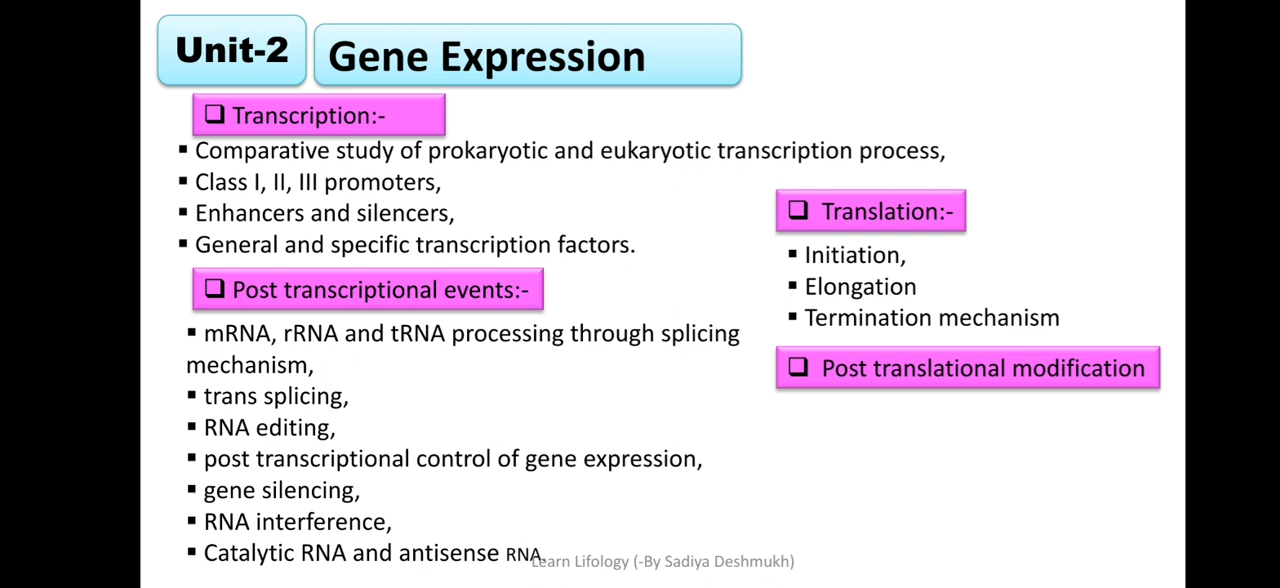 Unit-2
Gene Expression
❑ Transcription:-
▪ Comparative study of prokaryotic and eukaryotic transcription process,
▪ Class I, II, III promoters,
▪ Enhancers and silencers,
▪ General and specific transcription factors.
❑ Post transcriptional events:-
▪ mRNA, rRNA and tRNA processing through splicing
mechanism,
▪ trans splicing,
▪ RNA editing,
▪ post transcriptional control of gene expression,
▪ gene silencing,
▪ RNA interference,
▪ Catalytic RNA and antisense RNA.
❑ Translation:-
▪ Initiation,
▪ Elongation
▪ Termination mechanism
❑ Post translational modification
Learn Lifology (-By Sadiya Deshmukh)